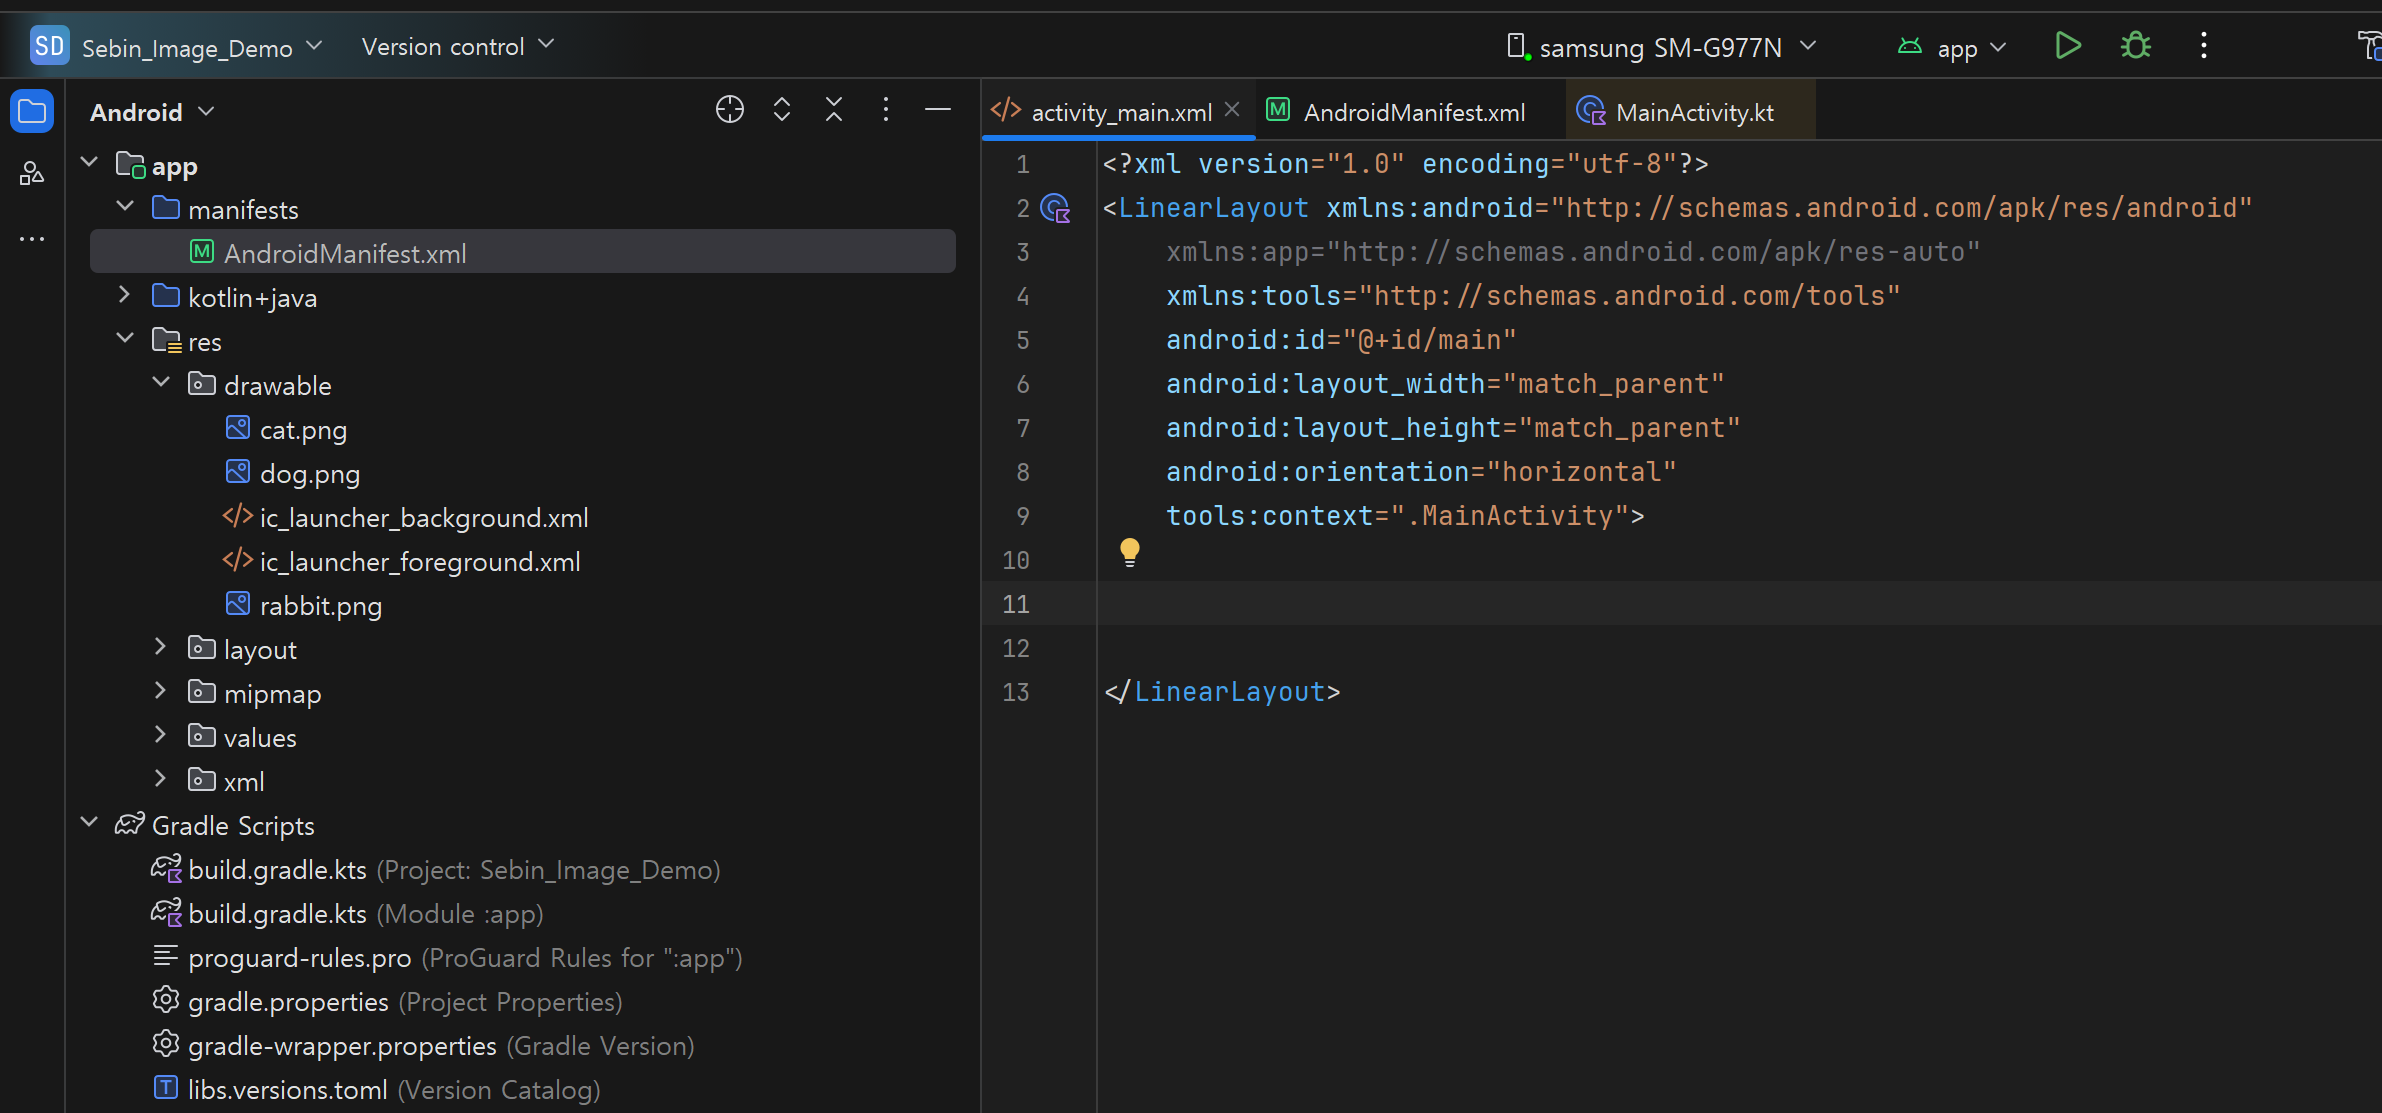 SD Sebin_Image_Demo Version control samsung SM-G977N app
Android
app
manifests
AndroidManifest.xml
kotlin+java
res
drawable
cat.png
dog.png
ic_launcher_background.xml
ic_launcher_foreground.xml
rabbit.png
layout
mipmap
values
xml
Gradle Scripts
build.gradle.kts (Project: Sebin_Image_Demo)
build.gradle.kts (Module :app)
proguard-rules.pro (ProGuard Rules for ":app")
gradle.properties (Project Properties)
gradle-wrapper.properties (Gradle Version)
libs.versions.toml (Version Catalog)
activity_main.xml AndroidManifest.xml MainActivity.kt
1 <?xml version="1.0" encoding="utf-8"?>
2 <LinearLayout xmlns:android="http://schemas.android.com/apk/res/android"
3 xmlns:app="http://schemas.android.com/apk/res-auto"
4 xmlns:tools="http://schemas.android.com/tools"
5 android:id="@+id/main"
6 android:layout_width="match_parent"
7 android:layout_height="match_parent"
8 android:orientation="horizontal"
9 tools:context=".MainActivity">
10
11
12
13 </LinearLayout>